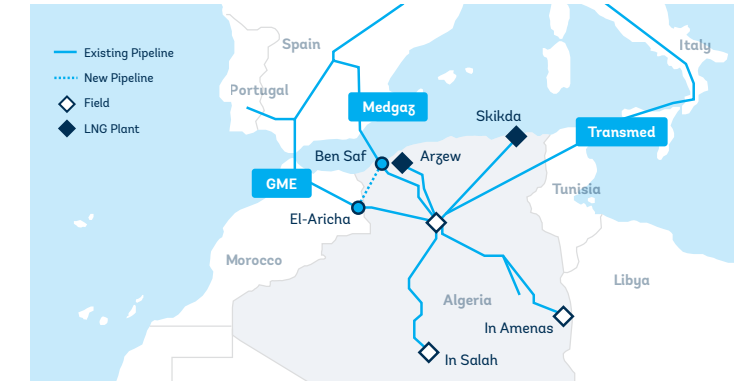 Existing Pipeline
New Pipeline
Field
LNG Plant
Spain
Portugal
Italy
Medgaz
Skikda
Transmed
Ben Saf
Arzew
GME
Tunisia
El-Aricha
Morocco
Libya
Algeria
In Amenas
In Salah